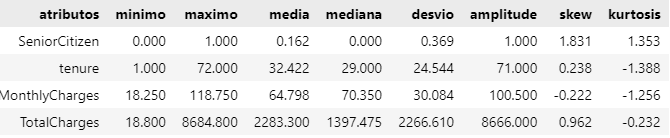 atributos minimo maximo media mediana desvio amplitude skew kurtosis
SeniorCitizen 0.000 1.000 0.162 0.000 0.369 1.000 1.831 1.353
tenure 1.000 72.000 32.422 29.000 24.544 71.000 0.238 -1.388
MonthlyCharges 18.250 118.750 64.798 70.350 30.084 100.500 -0.222 -1.256
TotalCharges 18.800 8684.800 2283.300 1397.475 2266.610 8666.000 0.962 -0.232